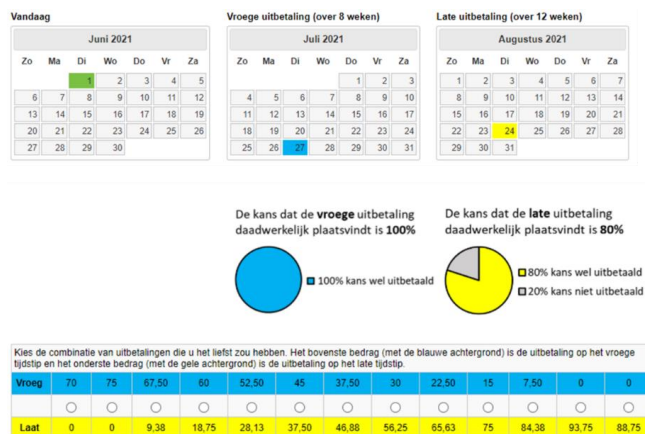 Vandaag
Juni 2021
Zo Ma Di Wo Do Vr Za
1 2 3 4 5
6 7 8 9 10 11 12
13 14 15 16 17 18 19
20 21 22 23 24 25 26
27 28 29 30
Vroege uitbetaling (over 8 weken)
Juli 2021
Zo Ma Di Wo Do Vr Za
1 2 3
4 5 6 7 8 9 10
11 12 13 14 15 16 17
18 19 20 21 22 23 24
25 26 27 28 29 30 31
Late uitbetaling (over 12 weken)
Augustus 2021
Zo Ma Di Wo Do Vr Za
1 2 3 4 5 6 7
8 9 10 11 12 13 14
15 16 17 18 19 20 21
22 23 24 25 26 27 28
29 30 31
De kans dat de vroege uitbetaling
daadwerkelijk plaatsvindt is 100%
100% kans wel uitbetaald
De kans dat de late uitbetaling
daadwerkelijk plaatsvindt is 80%
80% kans wel uitbetaald
20% kans niet uitbetaald
Kies de combinatie van uitbetalingen die u het liefst zou hebben. Het bovenste bedrag (met de blauwe achtergrond) is de uitbetaling op het vroege
tijdstip en het onderste bedrag (met de gele achtergrond) is de uitbetaling op het late tijdstip.
Vroeg 70 75 67,50 60 52,50 45 37,50 30 22,50 15 7,50 0 0
Laat 0 0 9,38 18,75 28,13 37,50 46,88 56,25 65,63 75 84,38 93,75 88,75